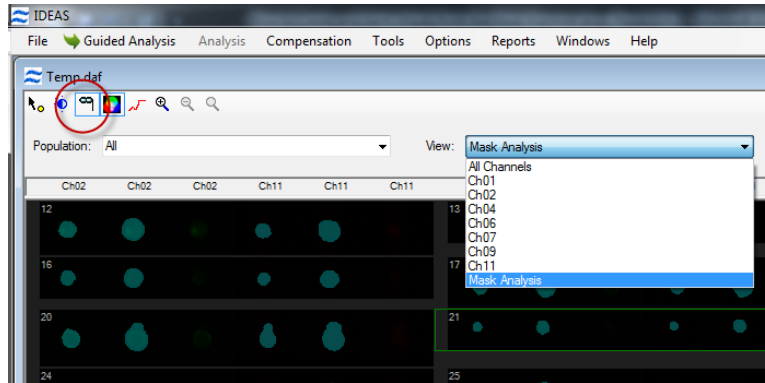 IDEAS
File Guided Analysis Analysis Compensation Tools Options Reports Windows Help
Temp.daf
Population: All View: Mask Analysis
All Channels
Ch01
Ch02
Ch04
Ch06
Ch07
Ch09
Ch11
Mask Analysis
Ch02 Ch02 Ch02 Ch11 Ch11 Ch11
12 13
16 17
20 21
24 25